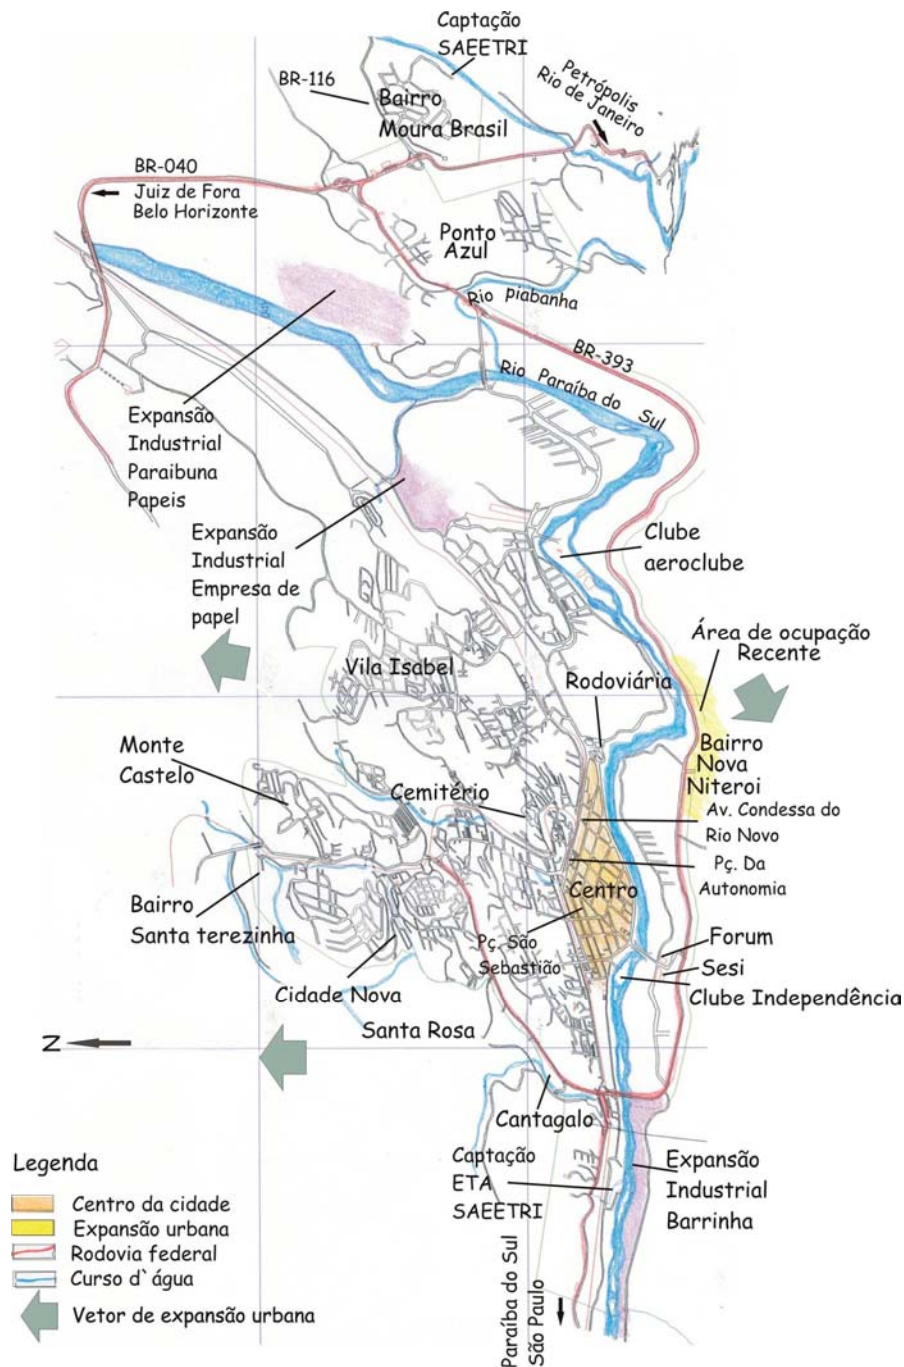 Captação
SAEETRI
Petrópolis
Rio de Janeiro
BR-116
Bairro
Moura Brasil
BR-040
Juiz de Fora
Belo Horizonte
Ponto
Azul
Rio piabanha
BR-393
Rio Paraíba do Sul
Expansão
Industrial
Paraibuna
Papeis
Expansão
Industrial
Empresa de
papel
Clube
aeroclube
Área de ocupação
Recente
Vila Isabel
Rodoviária
Bairro
Nova
Niteroi
Monte
Castelo
Cemitério
Av. Condessa do
Rio Novo
Pç. Da
Autonomia
Centro
Bairro
Santa terezinha
Pç. São
Sebastião
Forum
Sesi
Clube Independência
Cidade Nova
Santa Rosa
N
Cantagalo
Captação
ETA
SAEETRI
Expansão
Industrial
Barrinha
Paraíba do Sul
São Paulo
Legenda
Centro da cidade
Expansão urbana
Rodovia federal
Curso d`água
Vetor de expansão urbana